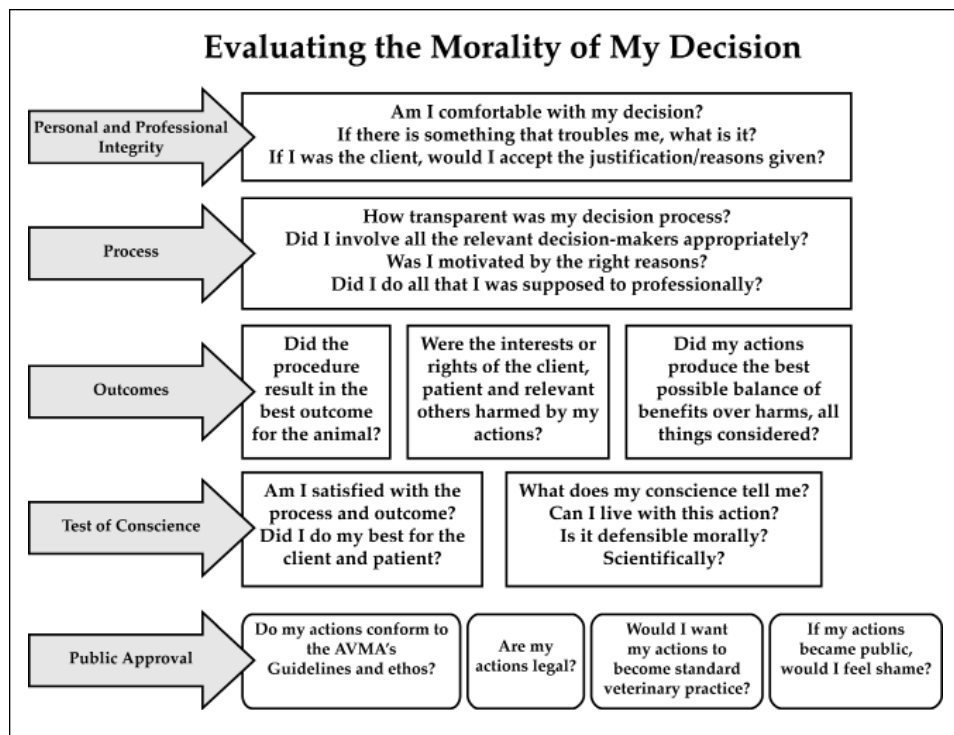 Evaluating the Morality of My Decision
Personal and Professional
Integrity
Am I comfortable with my decision?
If there is something that troubles me, what is it?
If I was the client, would I accept the justification/reasons given?
Process
How transparent was my decision process?
Did I involve all the relevant decision-makers appropriately?
Was I motivated by the right reasons?
Did I do all that I was supposed to professionally?
Outcomes
Did the
procedure
result in the
best outcome
for the animal?
Were the interests or
rights of the client,
patient and relevant
others harmed by my
actions?
Did my actions
produce the best
possible balance of
benefits over harms, all
things considered?
Test of Conscience
Am I satisfied with the
process and outcome?
Did I do my best for the
client and patient?
What does my conscience tell me?
Can I live with this action?
Is it defensible morally?
Scientifically?
Public Approval
Do my actions conform to
the AVMA's
Guidelines and ethos?
Are my
actions legal?
Would I want
my actions to
become standard
veterinary practice?
If my actions
became public,
would I feel shame?